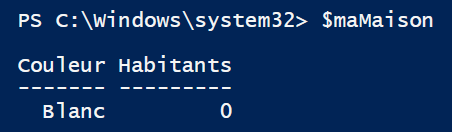 PS C:\Windows\system32> $maMaison
Couleur Habitants
------- ---------
  Blanc         0